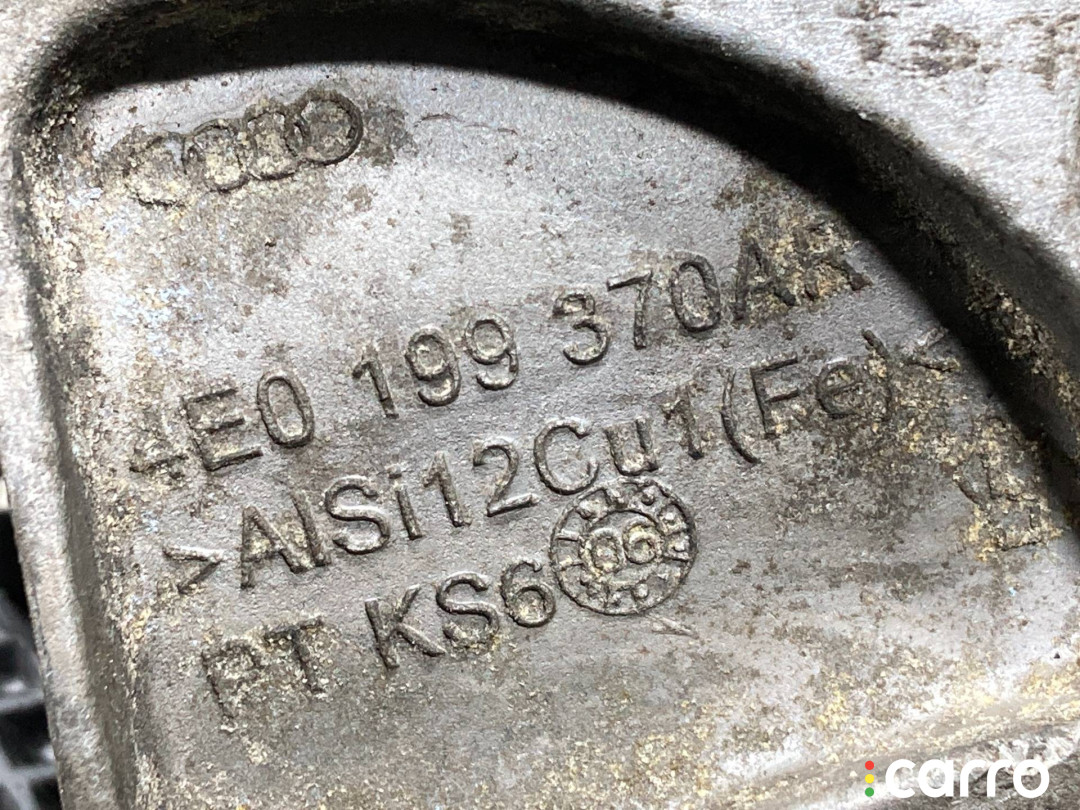 4E0 199 370AR
>AlSi12Cu1(Fe)<
PT KS6 06
carro